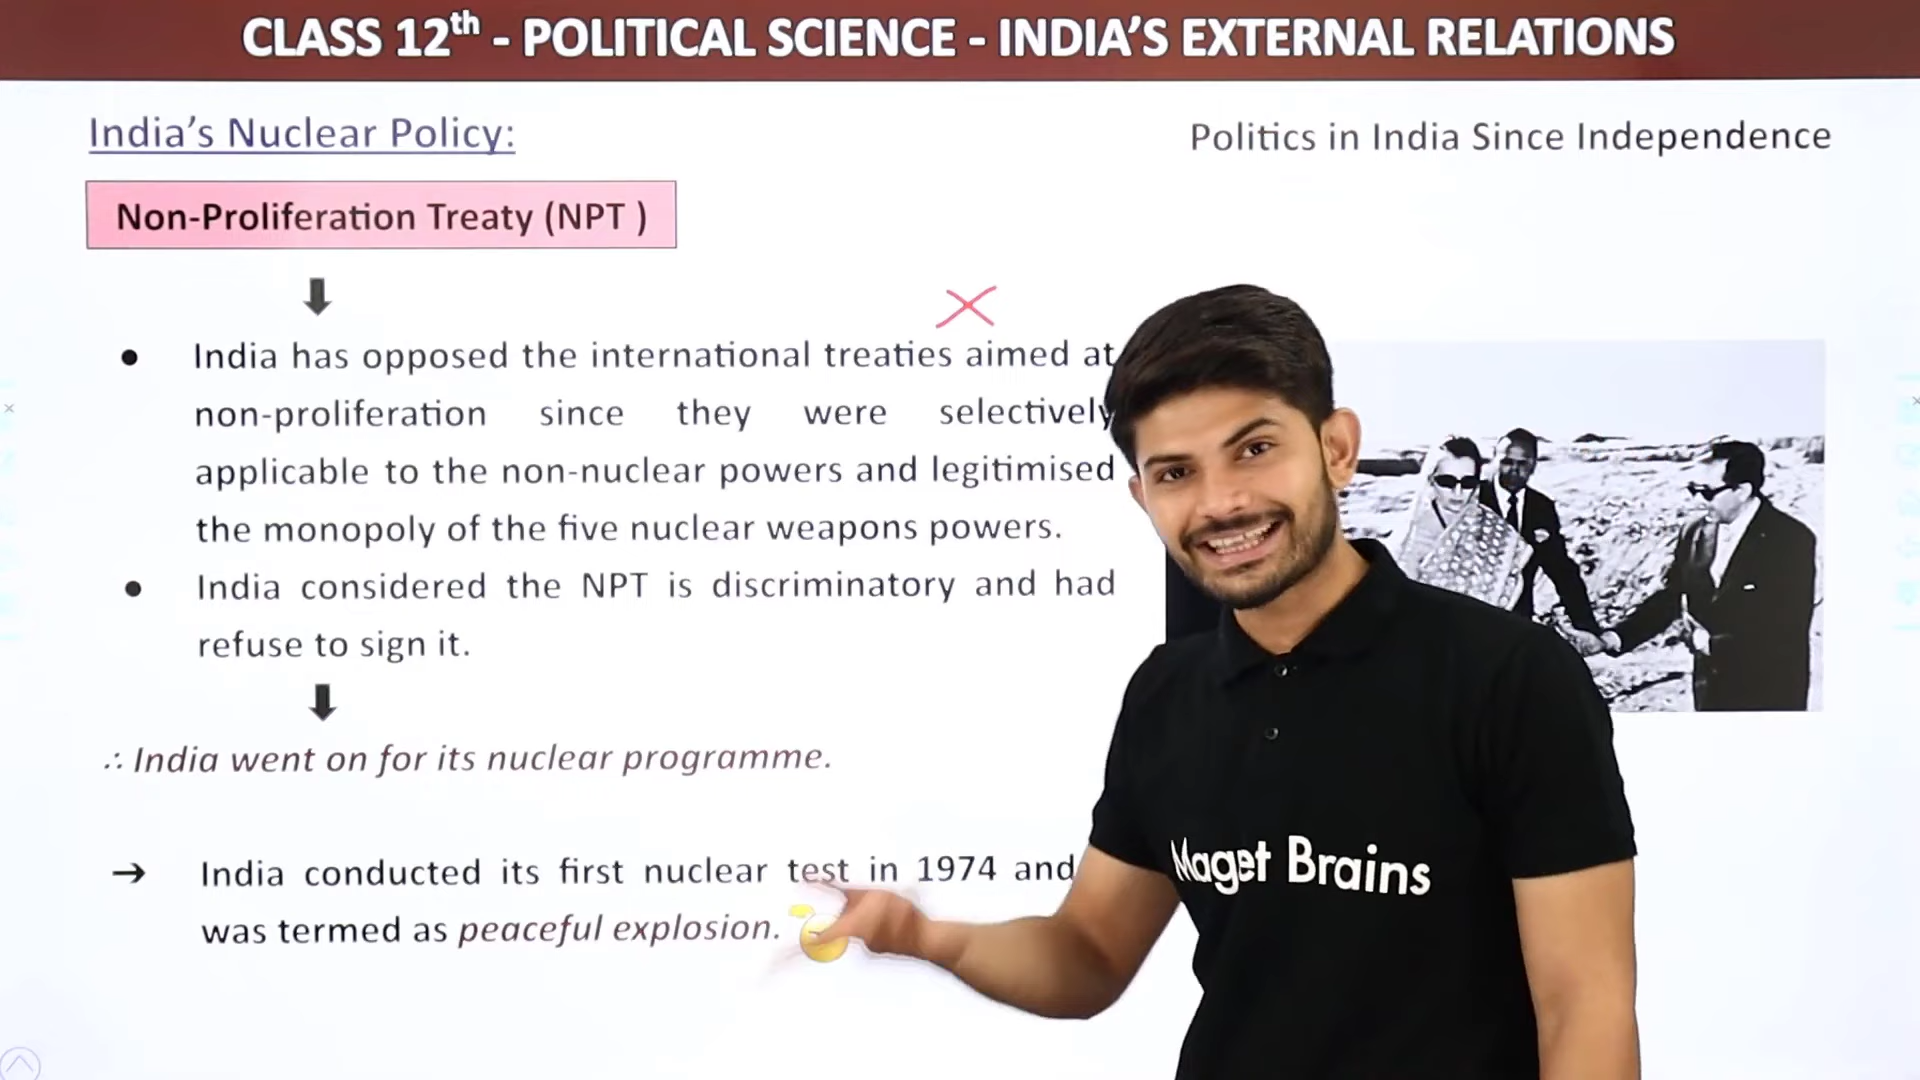 CLASS 12th - POLITICAL SCIENCE - INDIA’S EXTERNAL RELATIONS
India’s Nuclear Policy:
Politics in India Since Independence
Non-Proliferation Treaty (NPT )
● India has opposed the international treaties aimed at
non-proliferation since they were selectively
applicable to the non-nuclear powers and legitimised
the monopoly of the five nuclear weapons powers.
● India considered the NPT is discriminatory and had
refuse to sign it.
∴ India went on for its nuclear programme.
→ India conducted its first nuclear test in 1974 and
was termed as peaceful explosion.
Maget Brains